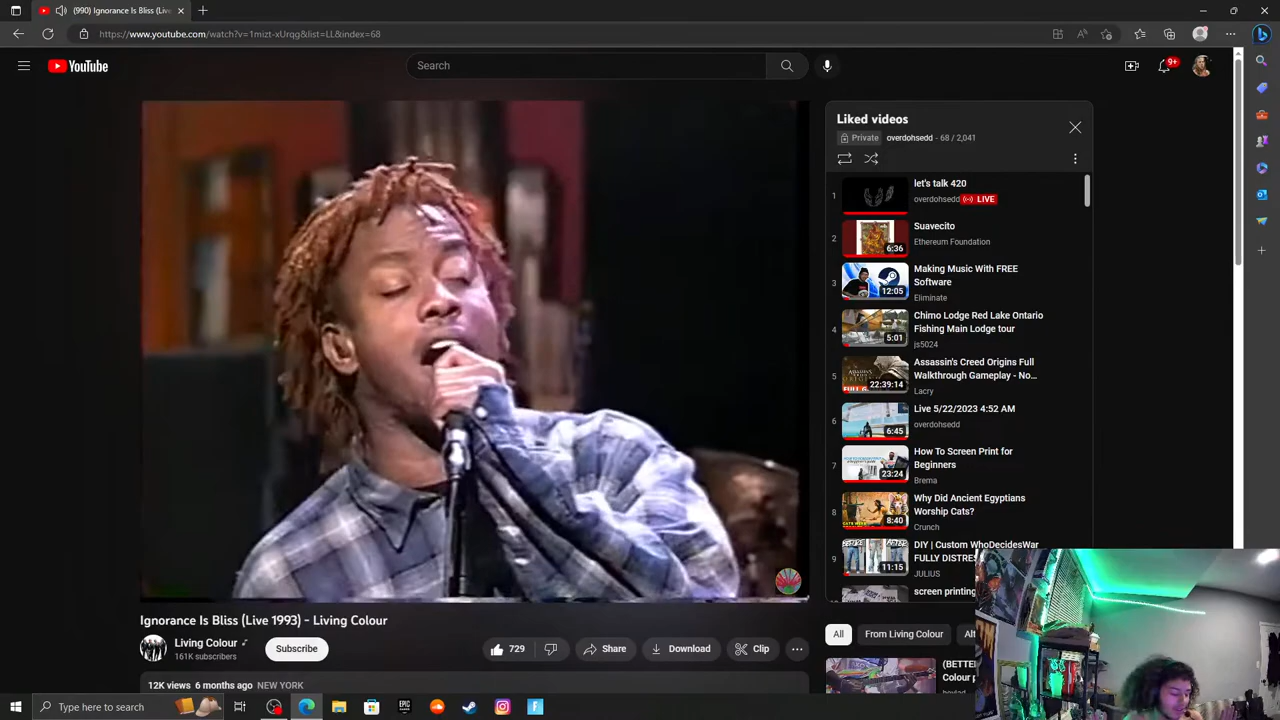 (990) Ignorance Is Bliss (Liv
https://www.youtube.com/watch?v=1mizt-xUrqg&list=LL&index=68
YouTube
Search
9+
Liked videos
Private overdohsedd - 68 / 2,041
1
let's talk 420
overdohsedd LIVE
2
6:36
Suavecito
Ethereum Foundation
3
12:05
Making Music With FREE
Software
Eliminate
4
5:01
Chimo Lodge Red Lake Ontario
Fishing Main Lodge tour
js5024
5
22:39:14
Assassin's Creed Origins Full
Walkthrough Gameplay - No...
Lacry
6
6:45
Live 5/22/2023 4:52 AM
overdohsedd
7
23:24
How To Screen Print for
Beginners
Brema
8
8:40
Why Did Ancient Egyptians
Worship Cats?
Crunch
9
11:15
DIY | Custom WhoDecidesWar
FULLY DISTRES
JULIUS
screen printing
Ignorance Is Bliss (Live 1993) - Living Colour
Living Colour
161K subscribers
Subscribe
729
Share
Download
Clip
12K views 6 months ago NEW YORK
All
From Living Colour
Alt
(BETTER
Colour p
Type here to search
EPIC